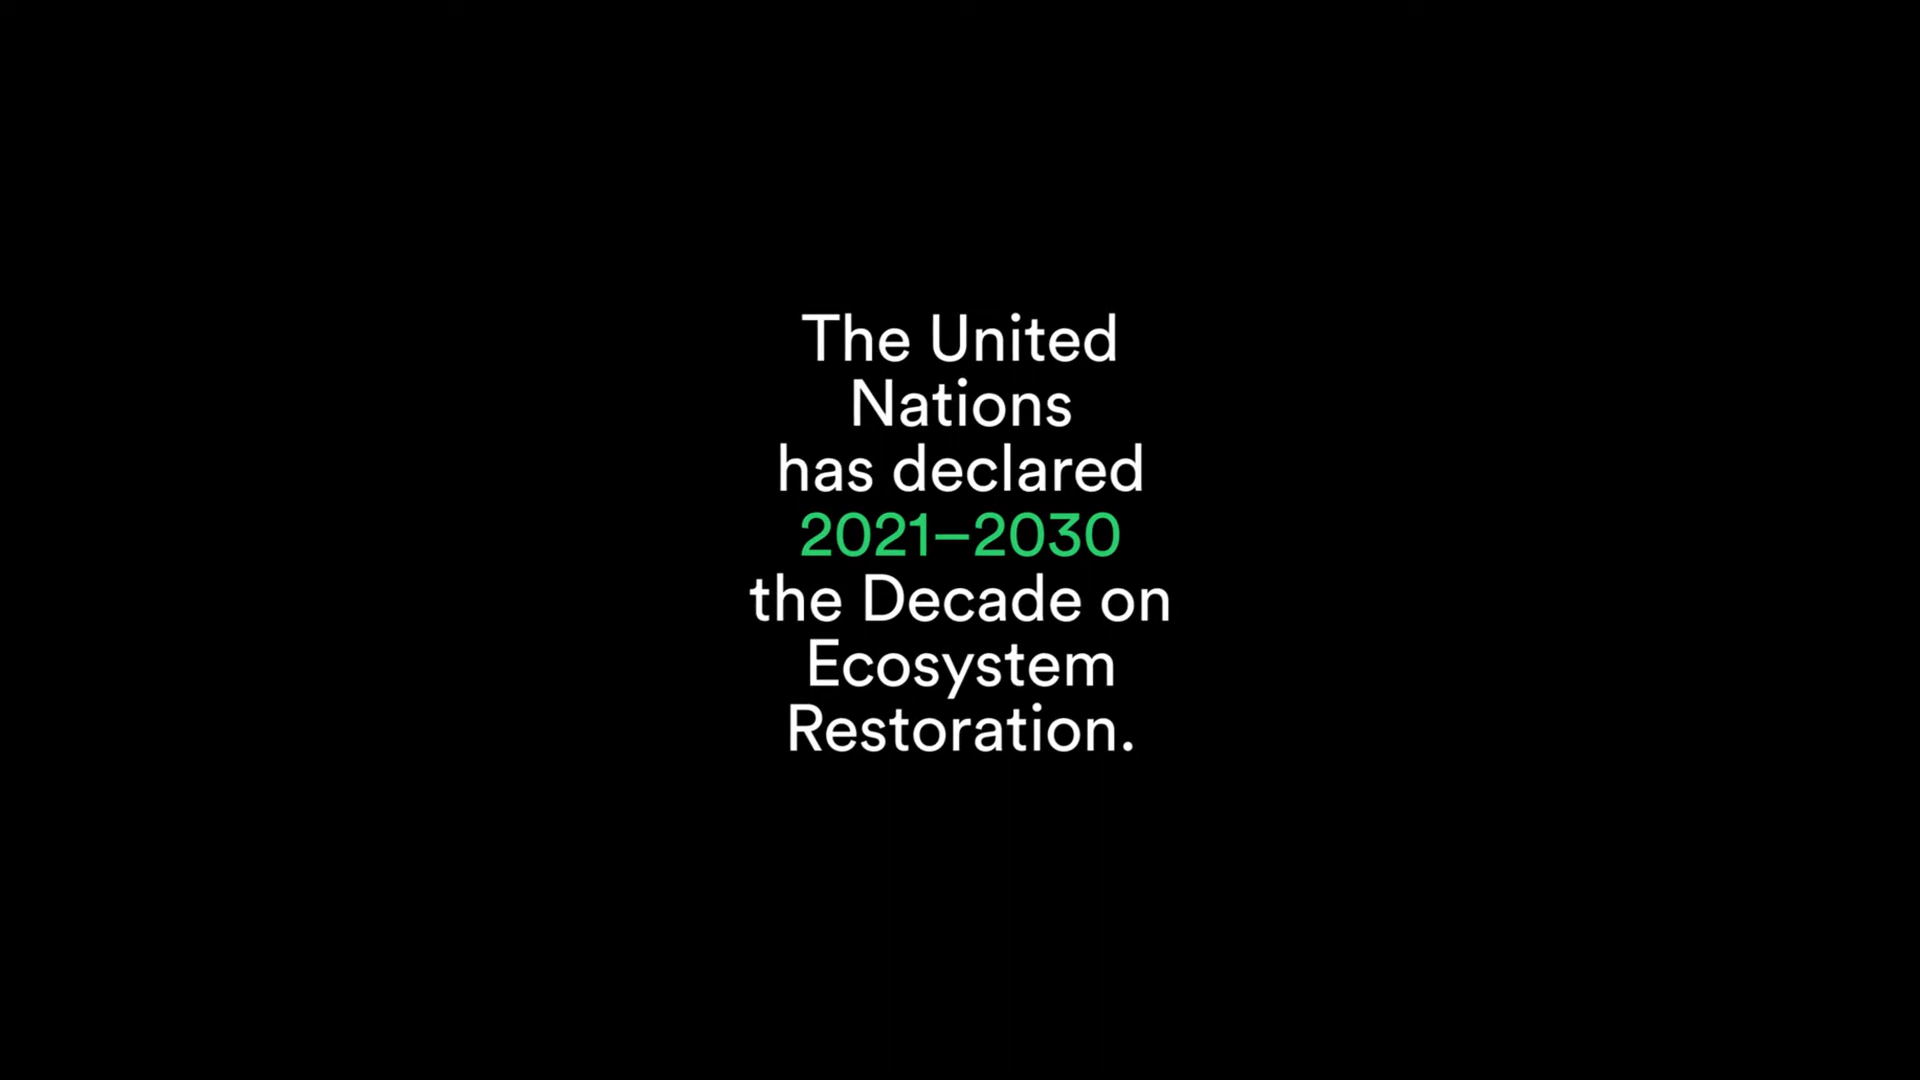 The United
Nations
has declared
2021–2030
the Decade on
Ecosystem
Restoration.